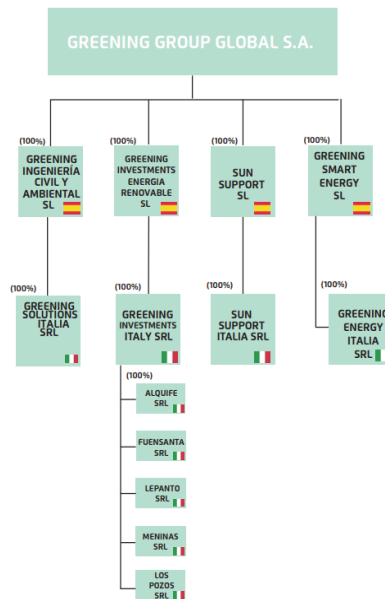 GREENING GROUP GLOBAL S.A.
(100%)
GREENING
INGENIERÍA
CIVIL Y
AMBIENTAL
SL
(100%)
GREENING
INVESTMENTS
ENERGIA
RENOVABLE
SL
(100%)
SUN
SUPPORT
SL
(100%)
GREENING
SMART
ENERGY
SL
(100%)
GREENING
SOLUTIONS
ITALIA
SRL
(100%)
GREENING
INVESTMENTS
ITALY SRL
(100%)
SUN
SUPPORT
ITALIA SRL
(100%)
GREENING
ENERGY
ITALIA
SRL
(100%)
ALQUIFE
SRL
FUENSANTA
SRL
LEPANTO
SRL
MENINAS
SRL
LOS
POZOS
SRL